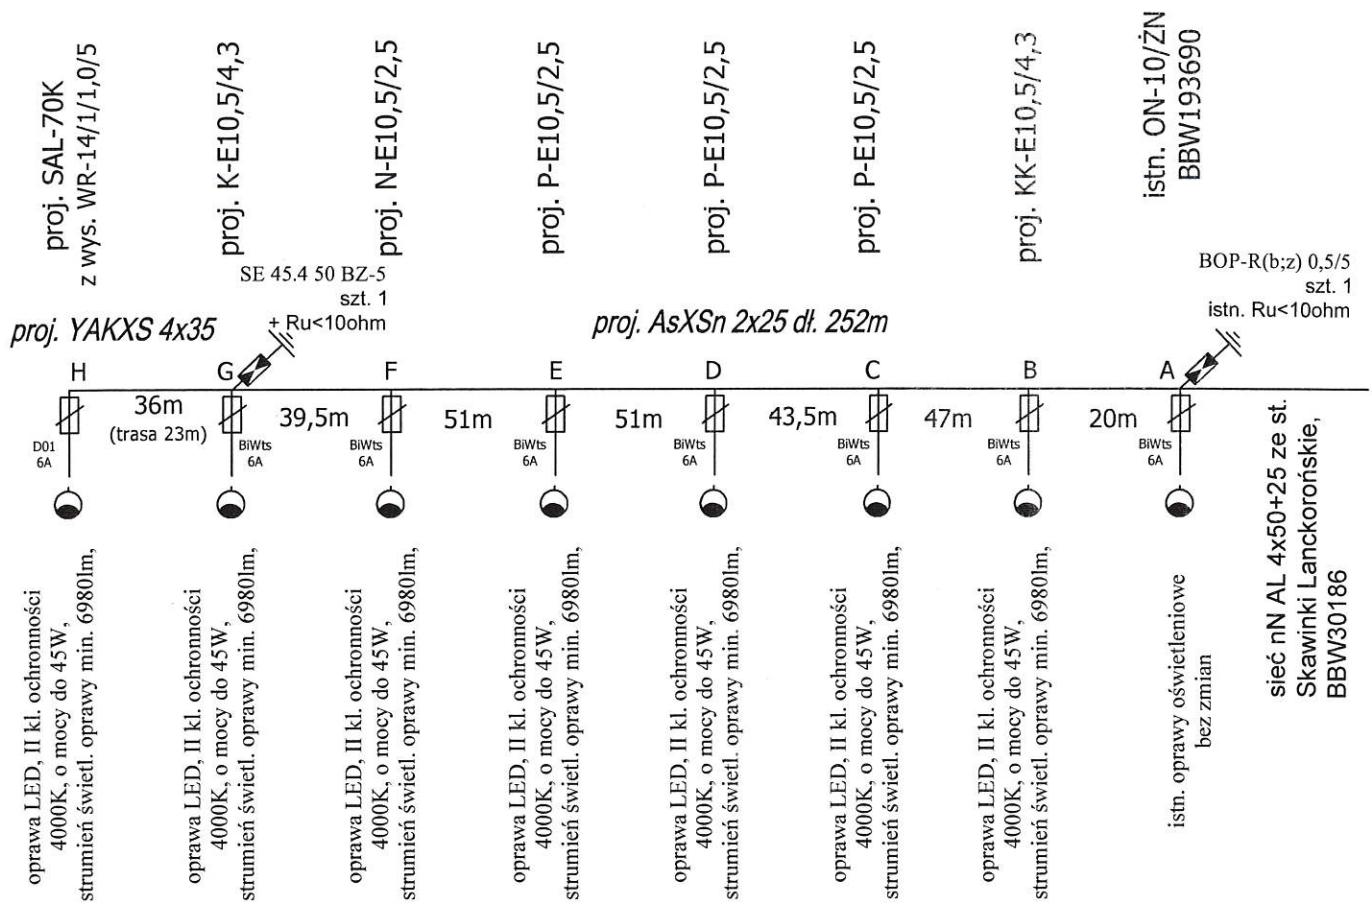 proj. SAL-70K
z wys. WR-14/1/1,0/5
proj. K-E10,5/4,3
proj. N-E10,5/2,5
proj. P-E10,5/2,5
proj. P-E10,5/2,5
proj. P-E10,5/2,5
proj. KK-E10,5/4,3
istn. ON-10/ŻN
BBW193690
SE 45.4 50 BZ-5
szt. 1
+ Ru<10ohm
BOP-R(b;z) 0,5/5
szt. 1
istn. Ru<10ohm
proj. YAKXS 4x35
proj. AsXSn 2x25 dł. 252m
H
G
F
E
D
C
B
A
36m
(trasa 23m)
39,5m
51m
51m
43,5m
47m
20m
D01
6A
BiWts
6A
BiWts
6A
BiWts
6A
BiWts
6A
BiWts
6A
BiWts
6A
BiWts
6A
oprawa LED, II kl. ochronności
4000K, o mocy do 45W,
strumień świetl. oprawy min. 6980lm,
oprawa LED, II kl. ochronności
4000K, o mocy do 45W,
strumień świetl. oprawy min. 6980lm,
oprawa LED, II kl. ochronności
4000K, o mocy do 45W,
strumień świetl. oprawy min. 6980lm,
oprawa LED, II kl. ochronności
4000K, o mocy do 45W,
strumień świetl. oprawy min. 6980lm,
oprawa LED, II kl. ochronności
4000K, o mocy do 45W,
strumień świetl. oprawy min. 6980lm,
oprawa LED, II kl. ochronności
4000K, o mocy do 45W,
strumień świetl. oprawy min. 6980lm,
oprawa LED, II kl. ochronności
4000K, o mocy do 45W,
strumień świetl. oprawy min. 6980lm,
istn. oprawy oświetleniowe
bez zmian
sieć nN AL 4x50+25 ze st.
Skawinki Lanckorońskie,
BBW30186